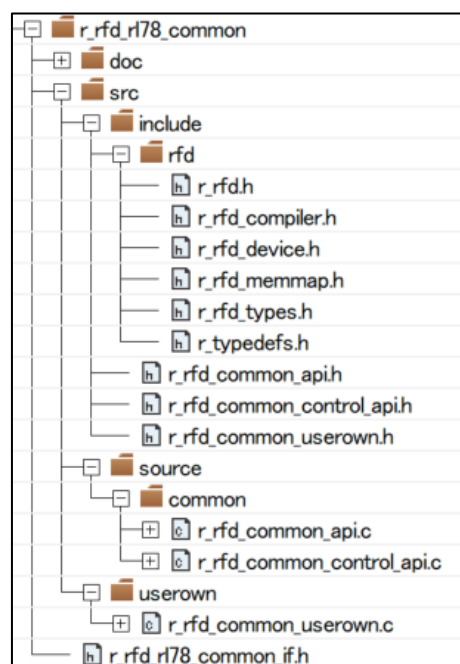 r_rfd_rl78_common
doc
src
include
rfd
r_rfd.h
r_rfd_compiler.h
r_rfd_device.h
r_rfd_memmap.h
r_rfd_types.h
r_typedefs.h
r_rfd_common_api.h
r_rfd_common_control_api.h
r_rfd_common_userown.h
source
common
r_rfd_common_api.c
r_rfd_common_control_api.c
userown
r_rfd_common_userown.c
r_rfd_rl78_common_if.h